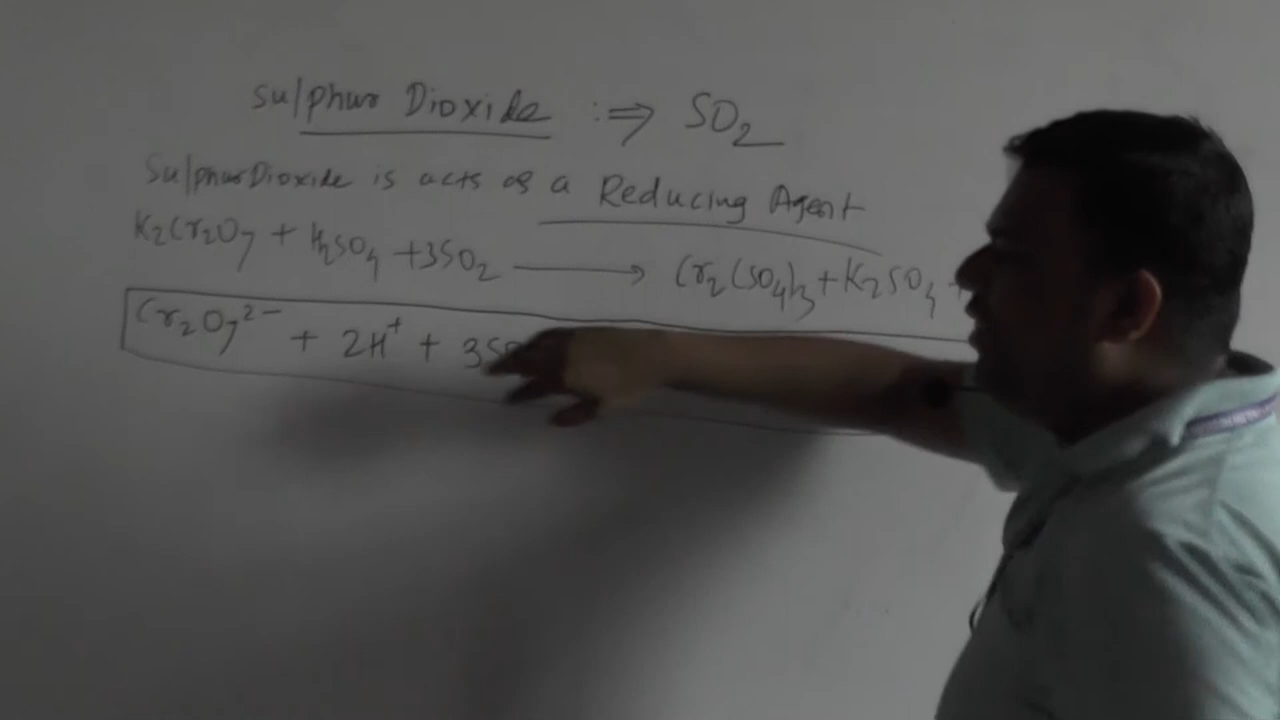 Sulphur Dioxide :⇒ SO₂
Sulphur Dioxide is acts as a Reducing Agent
K₂Cr₂O₇ + H₂SO₄ + 3SO₂ ⟶ Cr₂(SO₄)₃ + K₂SO₄ +
Cr₂O₇²⁻ + 2H⁺ + 3SO